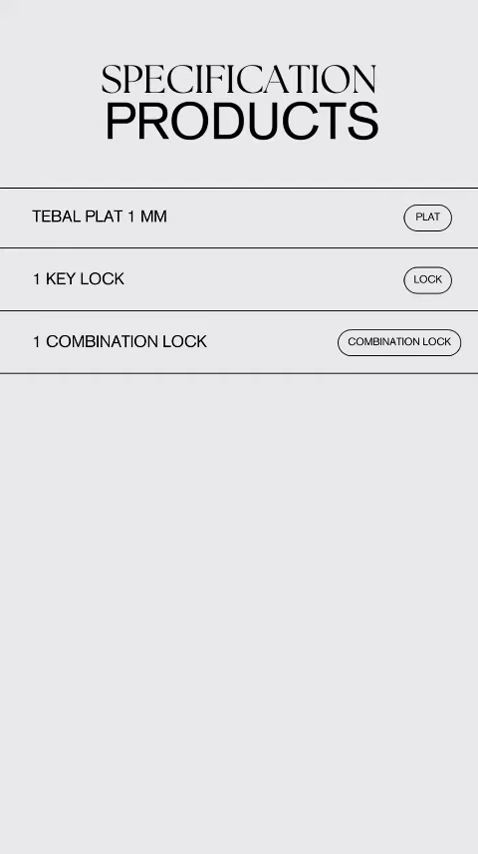 SPECIFICATION
PRODUCTS
TEBAL PLAT 1 MM
PLAT
1 KEY LOCK
LOCK
1 COMBINATION LOCK
COMBINATION LOCK